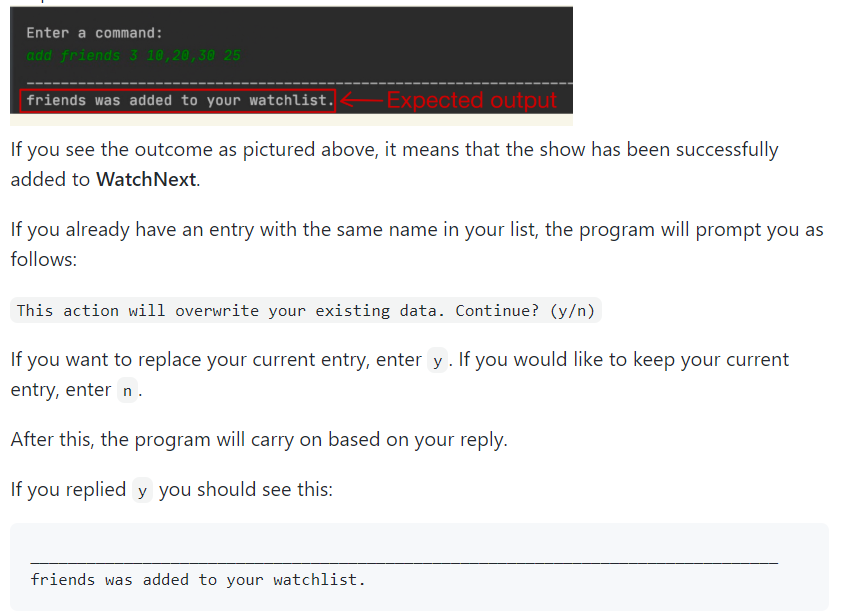 Enter a command:
add friends 3 10,20,30 25
friends was added to your watchlist. Expected output
If you see the outcome as pictured above, it means that the show has been successfully
added to WatchNext.
If you already have an entry with the same name in your list, the program will prompt you as
follows:
This action will overwrite your existing data. Continue? (y/n)
If you want to replace your current entry, enter y . If you would like to keep your current
entry, enter n .
After this, the program will carry on based on your reply.
If you replied y you should see this:
friends was added to your watchlist.